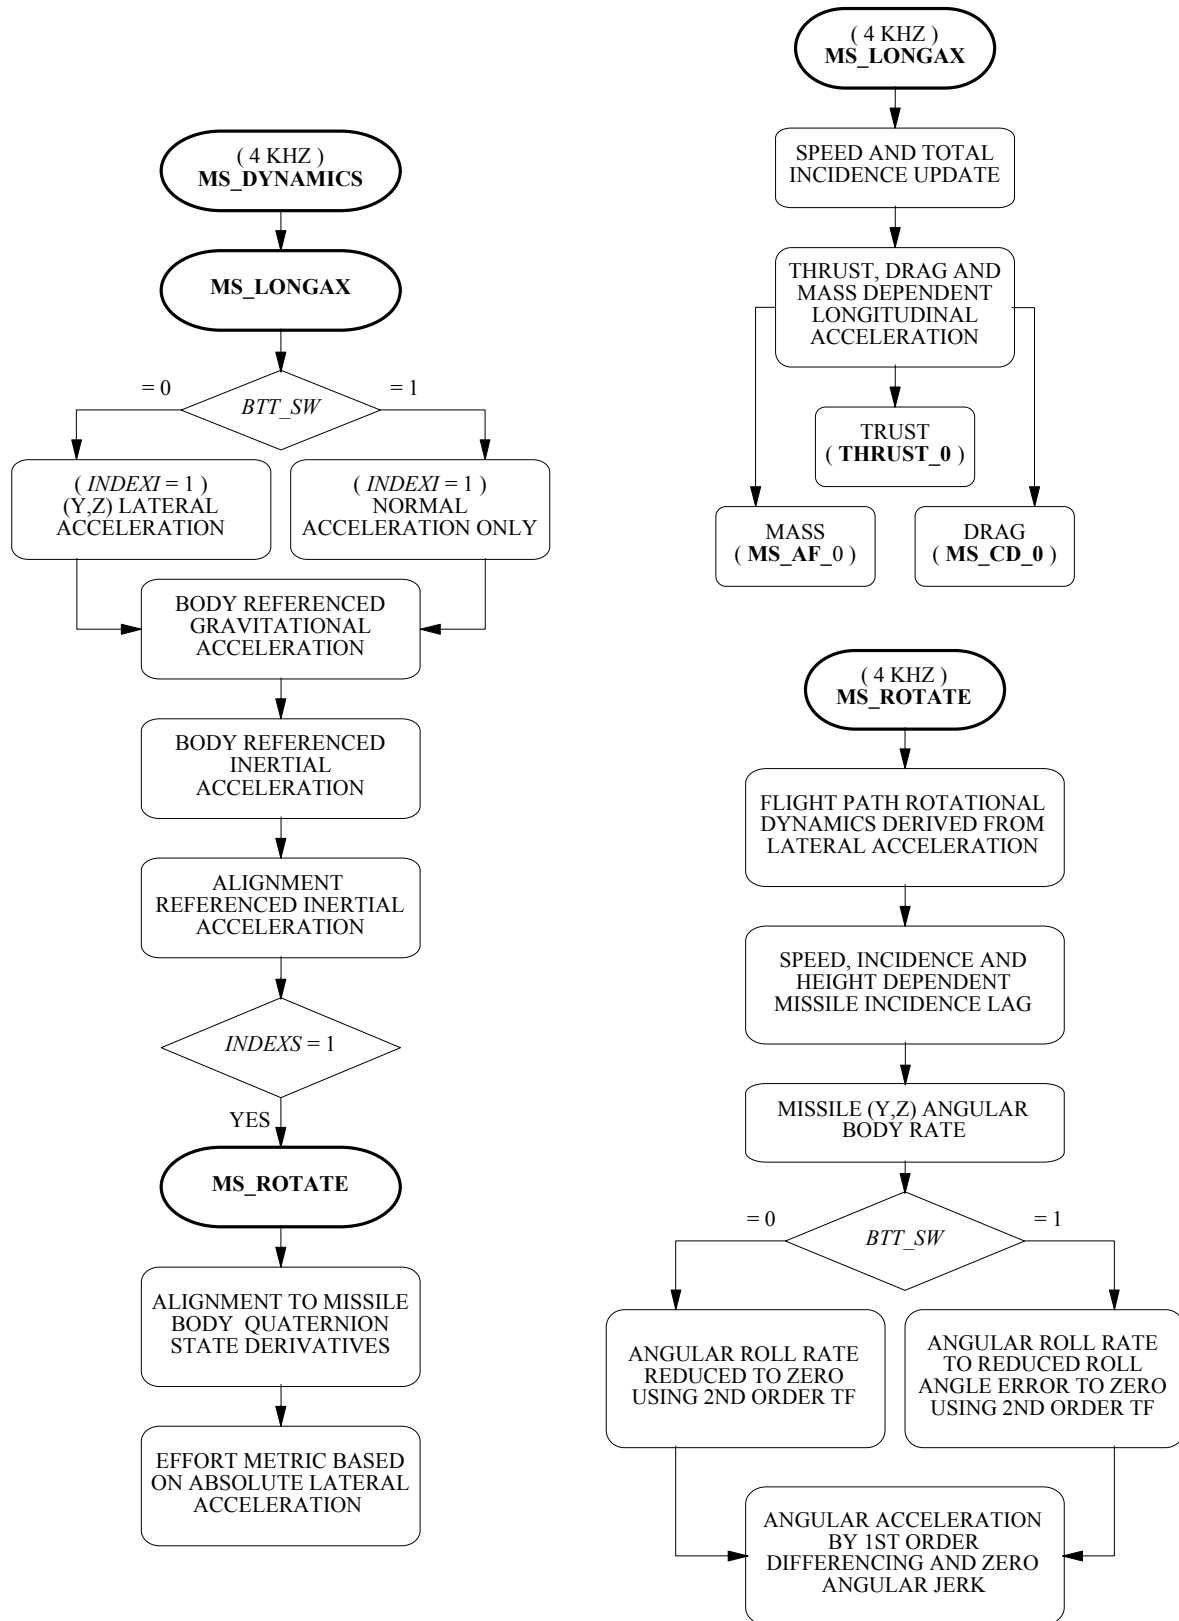 ( 4 KHZ )
MS_DYNAMICS
MS_LONGAX
= 0
= 1
BTT_SW
( INDEXI = 1 )
(Y,Z) LATERAL
ACCELERATION
( INDEXI = 1 )
NORMAL
ACCELERATION ONLY
BODY REFERENCED
GRAVITATIONAL
ACCELERATION
BODY REFERENCED
INERTIAL
ACCELERATION
ALIGNMENT
REFERENCED INERTIAL
ACCELERATION
INDEXS = 1
YES
MS_ROTATE
ALIGNMENT TO MISSILE
BODY QUATERNION
STATE DERIVATIVES
EFFORT METRIC BASED
ON ABSOLUTE LATERAL
ACCELERATION
( 4 KHZ )
MS_LONGAX
SPEED AND TOTAL
INCIDENCE UPDATE
THRUST, DRAG AND
MASS DEPENDENT
LONGITUDINAL
ACCELERATION
TRUST
( THRUST_0 )
MASS
( MS_AF_0 )
DRAG
( MS_CD_0 )
( 4 KHZ )
MS_ROTATE
FLIGHT PATH ROTATIONAL
DYNAMICS DERIVED FROM
LATERAL ACCELERATION
SPEED, INCIDENCE AND
HEIGHT DEPENDENT
MISSILE INCIDENCE LAG
MISSILE (Y,Z) ANGULAR
BODY RATE
= 0
= 1
BTT_SW
ANGULAR ROLL RATE
REDUCED TO ZERO
USING 2ND ORDER TF
ANGULAR ROLL RATE
TO REDUCED ROLL
ANGLE ERROR TO ZERO
USING 2ND ORDER TF
ANGULAR ACCELERATION
BY 1ST ORDER
DIFFERENCING AND ZERO
ANGULAR JERK